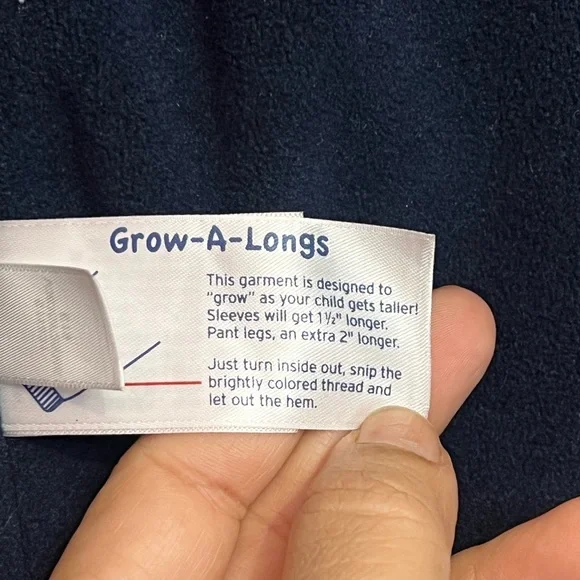 Grow-A-Longs
This garment is designed to
"grow" as your child gets taller!
Sleeves will get 1½" longer.
Pant legs, an extra 2" longer.
Just turn inside out, snip the
brightly colored thread and
let out the hem.